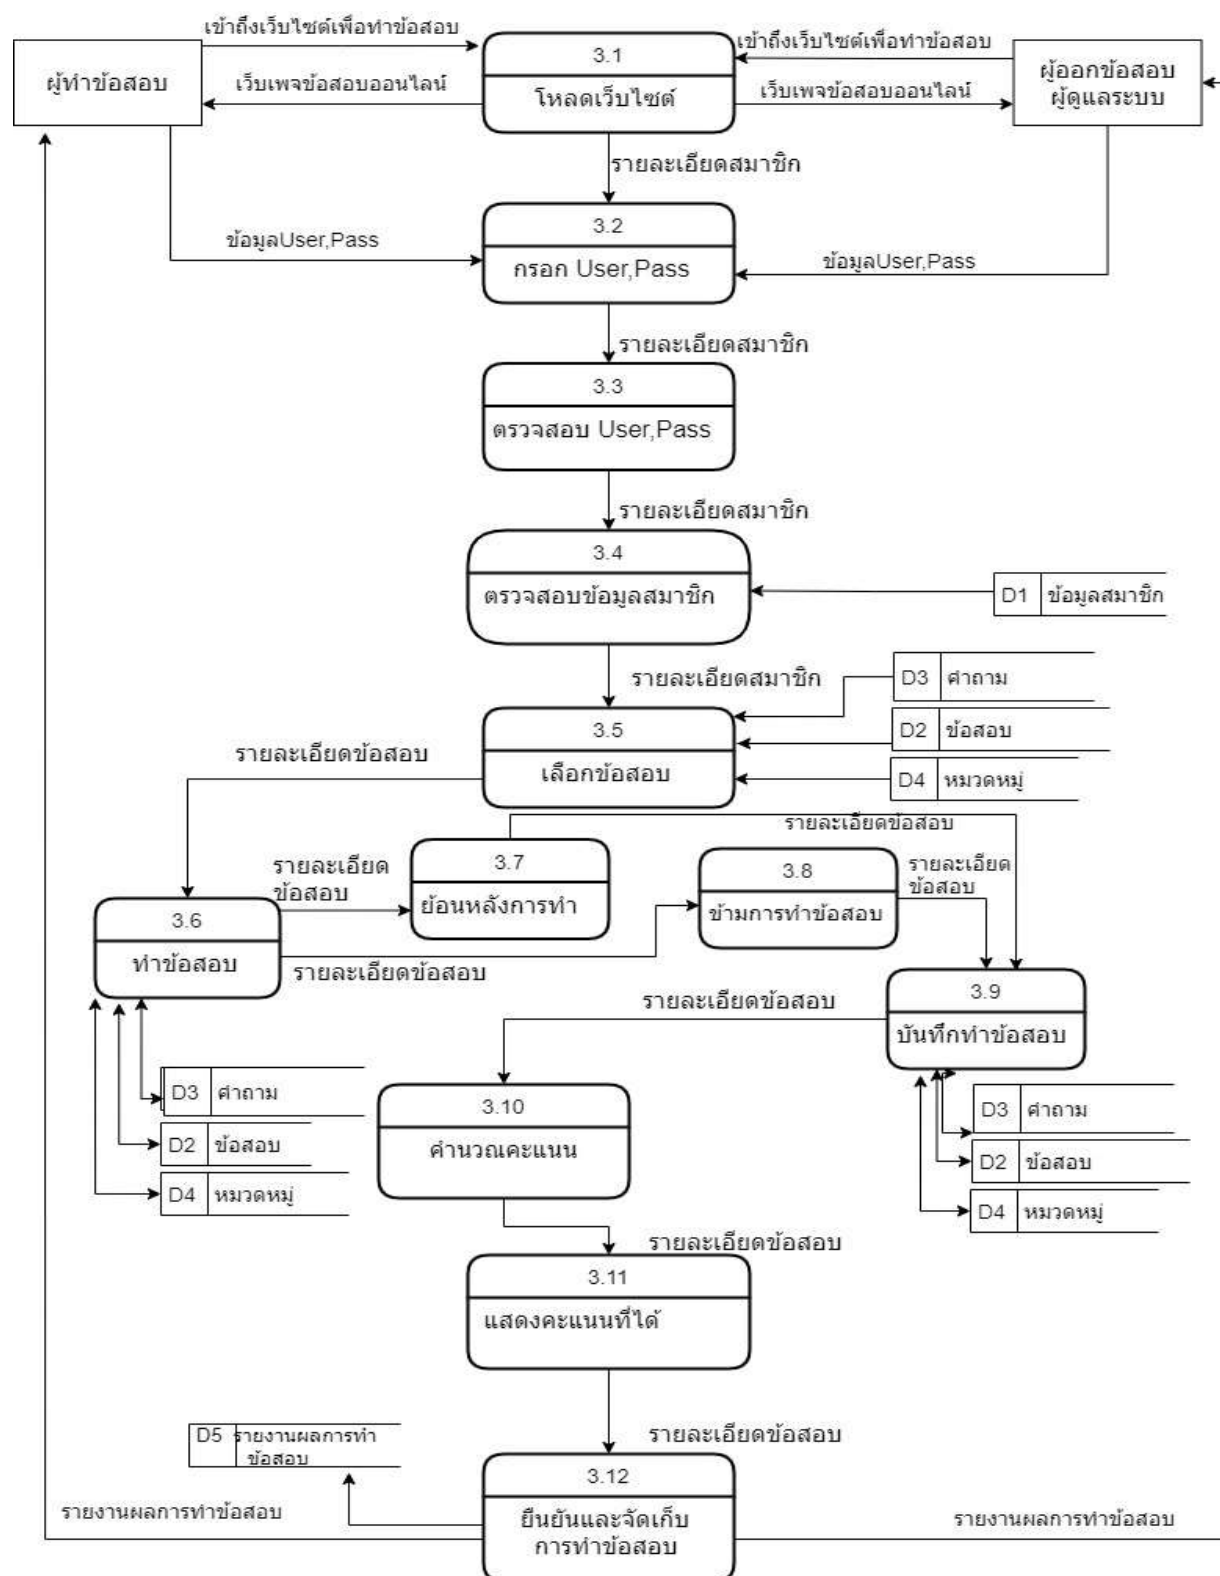 เข้าถึงเว็บไซต์เพื่อทำข้อสอบ
ผู้ทำข้อสอบ
เว็บเพจข้อสอบออนไลน์
3.1
โหลดเว็บไซต์
เข้าถึงเว็บไซต์เพื่อทำข้อสอบ
เว็บเพจข้อสอบออนไลน์
ผู้ออกข้อสอบ
ผู้ดูแลระบบ
รายละเอียดสมาชิก
ข้อมูลUser,Pass
3.2
กรอก User,Pass
ข้อมูลUser,Pass
รายละเอียดสมาชิก
3.3
ตรวจสอบ User,Pass
รายละเอียดสมาชิก
3.4
ตรวจสอบข้อมูลสมาชิก
D1 ข้อมูลสมาชิก
รายละเอียดสมาชิก
D3 คำถาม
D2 ข้อสอบ
D4 หมวดหมู่
3.5
เลือกข้อสอบ
รายละเอียดข้อสอบ
รายละเอียดข้อสอบ
รายละเอียด
ข้อสอบ
3.7
ย้อนหลังการทำ
3.8
ข้ามการทำข้อสอบ
รายละเอียด
ข้อสอบ
3.6
ทำข้อสอบ
รายละเอียดข้อสอบ
3.9
บันทึกทำข้อสอบ
รายละเอียดข้อสอบ
D3 คำถาม
D2 ข้อสอบ
D4 หมวดหมู่
3.10
คำนวณคะแนน
D3 คำถาม
D2 ข้อสอบ
D4 หมวดหมู่
รายละเอียดข้อสอบ
3.11
แสดงคะแนนที่ได้
รายละเอียดข้อสอบ
D5 รายงานผลการทำ
ข้อสอบ
3.12
ยืนยันและจัดเก็บ
การทำข้อสอบ
รายงานผลการทำข้อสอบ
รายงานผลการทำข้อสอบ